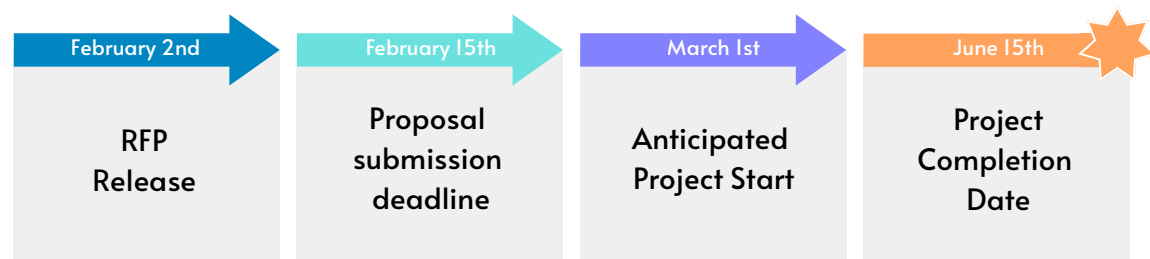 February 2nd
RFP
Release
February 15th
Proposal
submission
deadline
March 1st
Anticipated
Project Start
June 15th
Project
Completion
Date